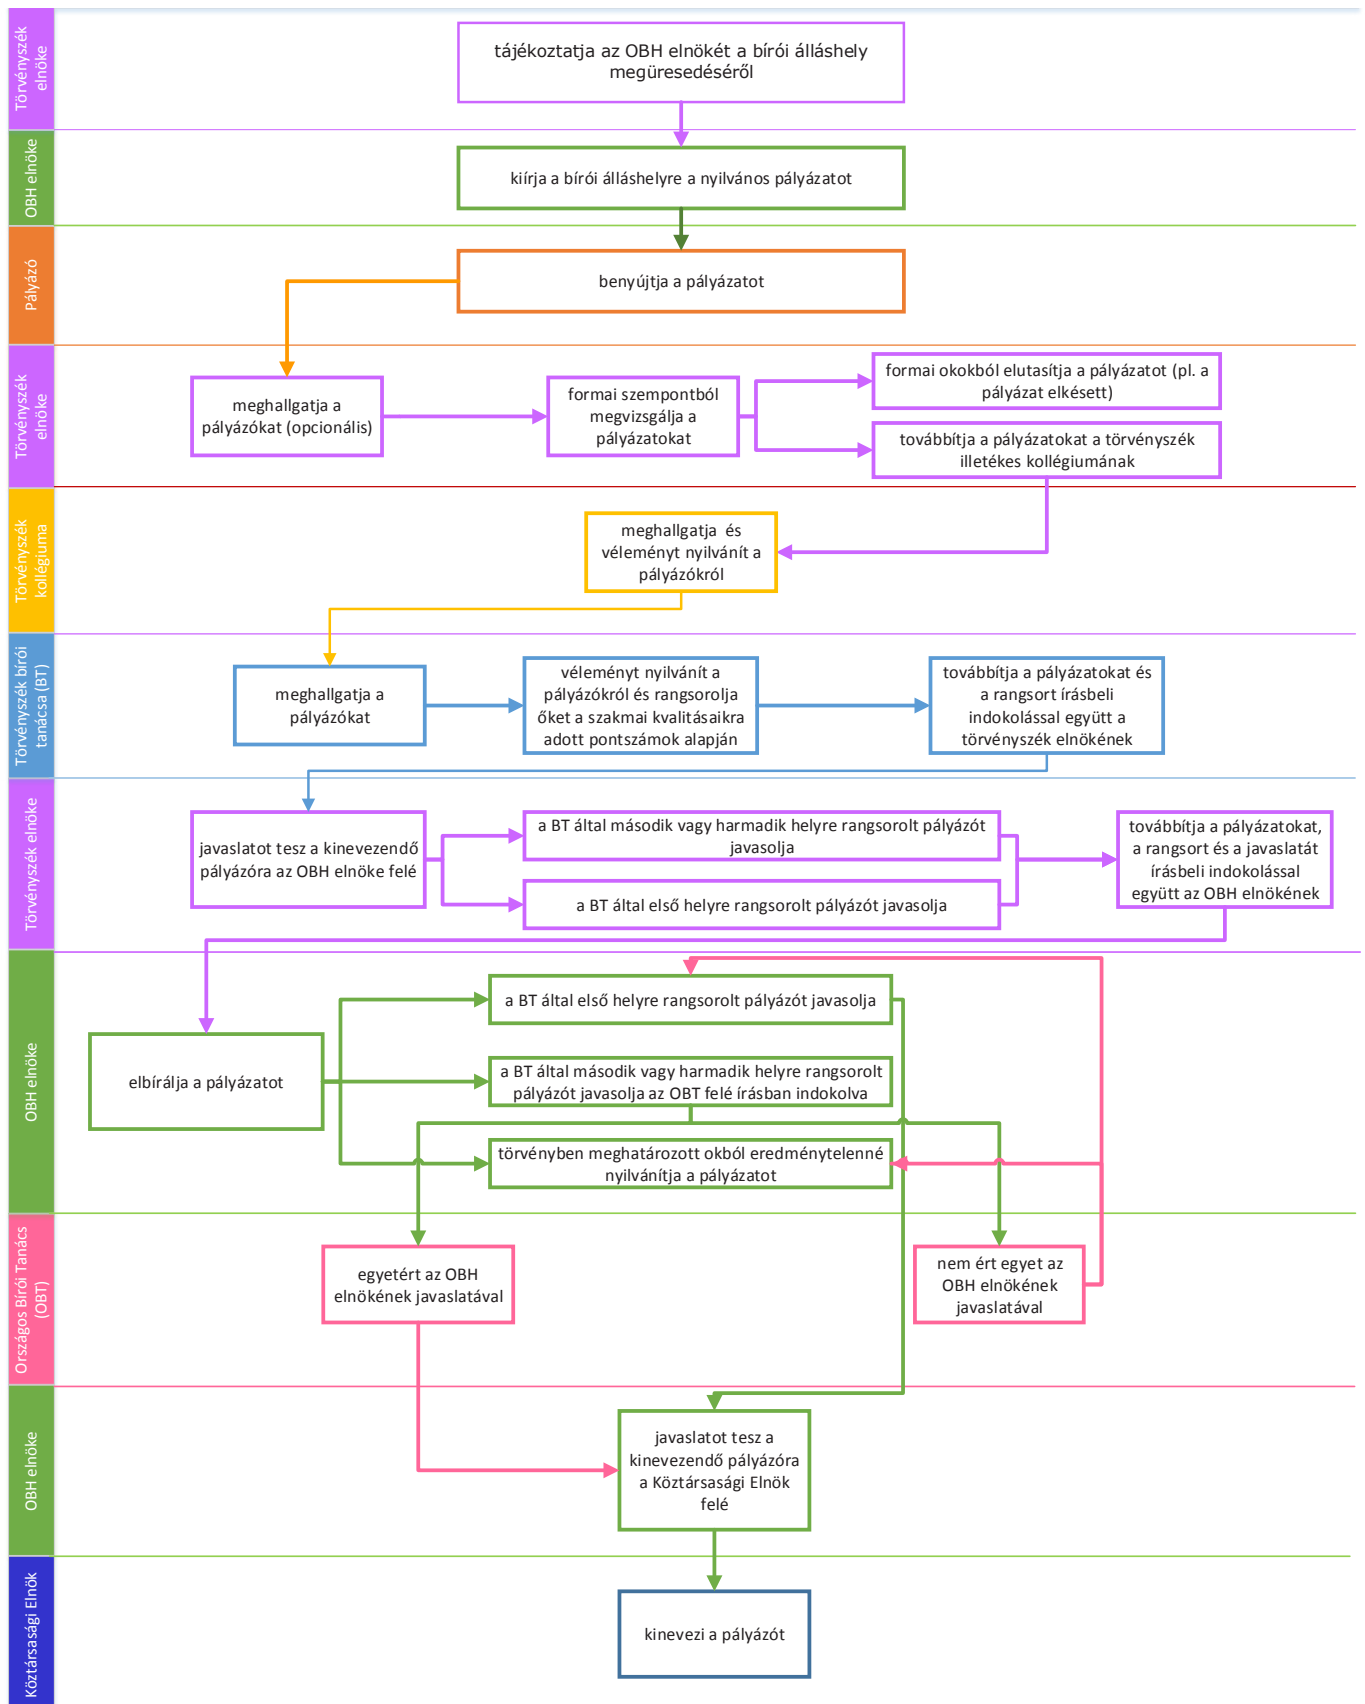 Törvényszék
elnöke
tájékoztatja az OBH elnökét a bírói álláshely
megüresedéséről
OBH elnöke
kiírja a bírói álláshelyre a nyilvános pályázatot
Pályázó
benyújtja a pályázatot
Törvényszék
elnöke
meghallgatja a
pályázókat (opcionális)
formai szempontból
megvizsgálja a
pályázatokat
formai okokból elutasítja a pályázatot (pl. a
pályázat elkésett)
továbbítja a pályázatokat a törvényszék
illetékes kollégiumának
Törvényszék
kollégiuma
meghallgatja és
véleményt nyilvánít a
pályázókról
Törvényszék bírói
tanácsa (BT)
meghallgatja a
pályázókat
véleményt nyilvánít a
pályázókról és rangsorolja
őket a szakmai kvalitásaikra
adott pontszámok alapján
továbbítja a pályázatokat és
a rangsort írásbeli
indokolással együtt a
törvényszék elnökének
Törvényszék elnöke
javaslatot tesz a kinevezendő
pályázóra az OBH elnöke felé
a BT által második vagy harmadik helyre rangsorolt pályázót
javasolja
a BT által első helyre rangsorolt pályázót javasolja
továbbítja a pályázatokat,
a rangsort és a javaslatát
írásbeli indokolással
együtt az OBH elnökének
OBH elnöke
elbírálja a pályázatot
a BT által első helyre rangsorolt pályázót javasolja
a BT által második vagy harmadik helyre rangsorolt
pályázót javasolja az OBT felé írásban indokolva
törvényben meghatározott okból eredménytelenné
nyilvánítja a pályázatot
Országos Bírói Tanács
(OBT)
egyetért az OBH
elnökének javaslatával
nem ért egyet az
OBH elnökének
javaslatával
OBH elnöke
javaslatot tesz a
kinevezendő pályázóra
a Köztársasági Elnök
felé
Köztársasági Elnök
kinevezi a pályázót